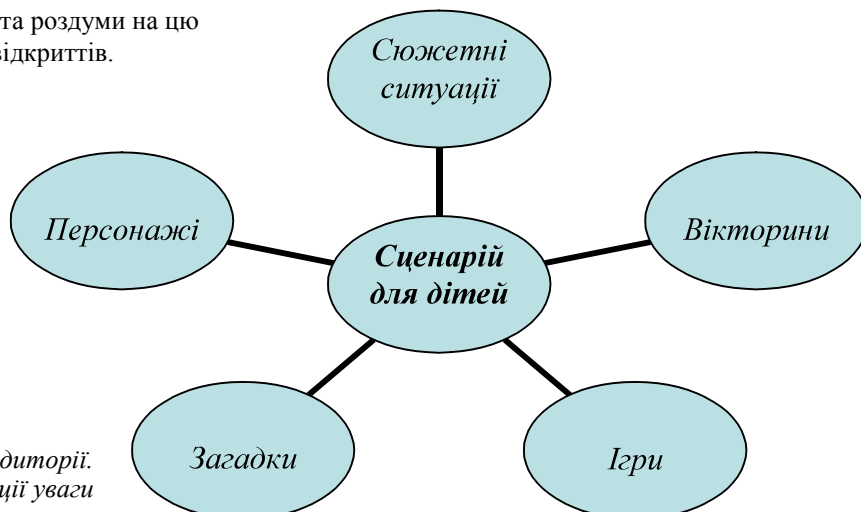 та роздуми на цю
відкриттів.
Сюжетні
ситуації
Персонажі
Вікторини
Сценарій
для дітей
Загадки
Ігри
диторії.
ції уваги